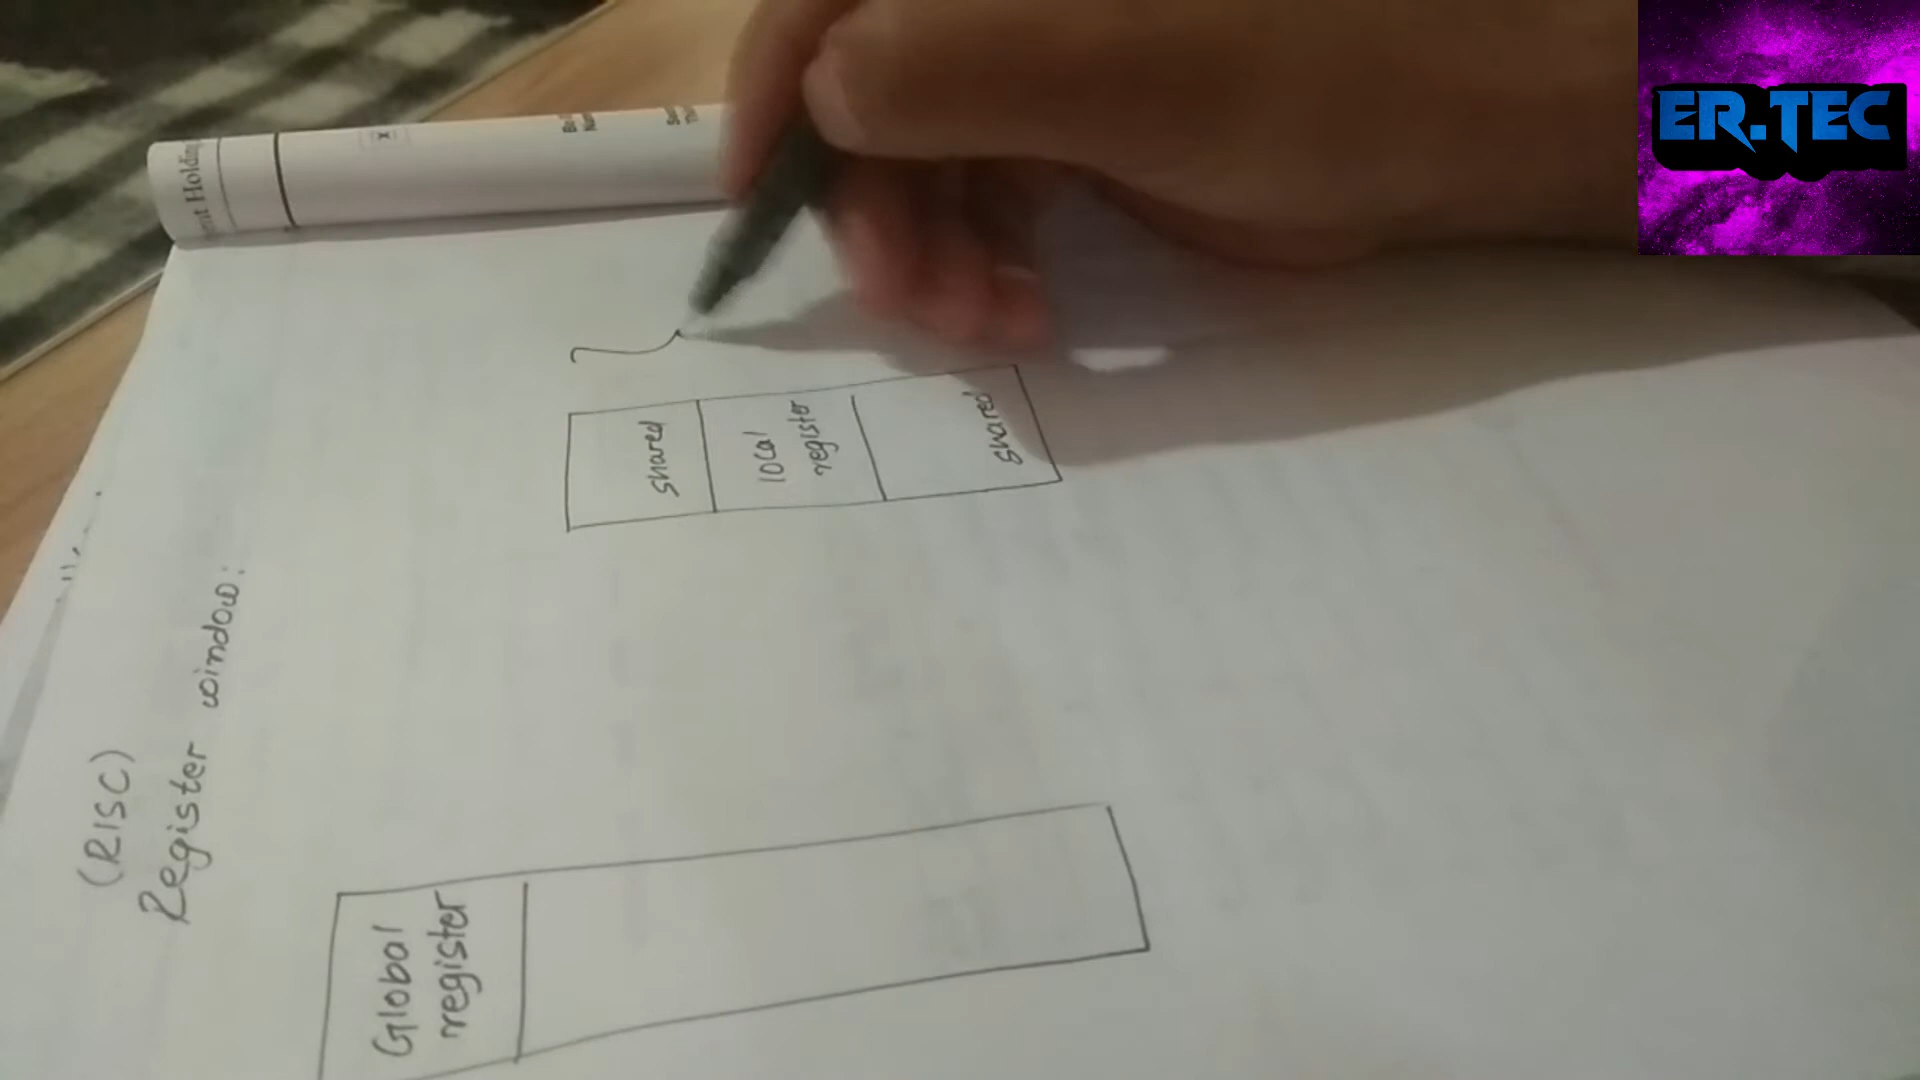 ER.TEC
(RISC)
Register window:
Global
register
shared
local
register
shared